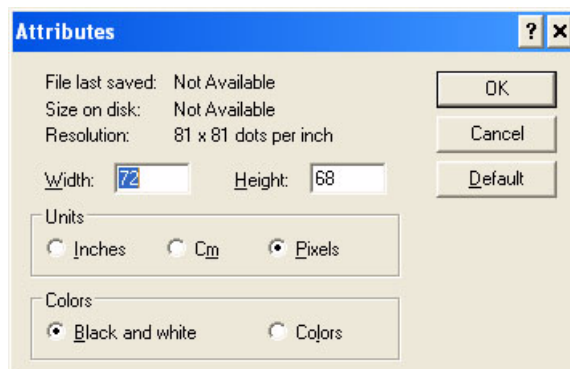 Attributes
File last saved: Not Available
Size on disk: Not Available
Resolution: 81 x 81 dots per inch
Width: 72 Height: 68
Units
Inches Cm Pixels
Colors
Black and white Colors
? ×
OK
Cancel
Default